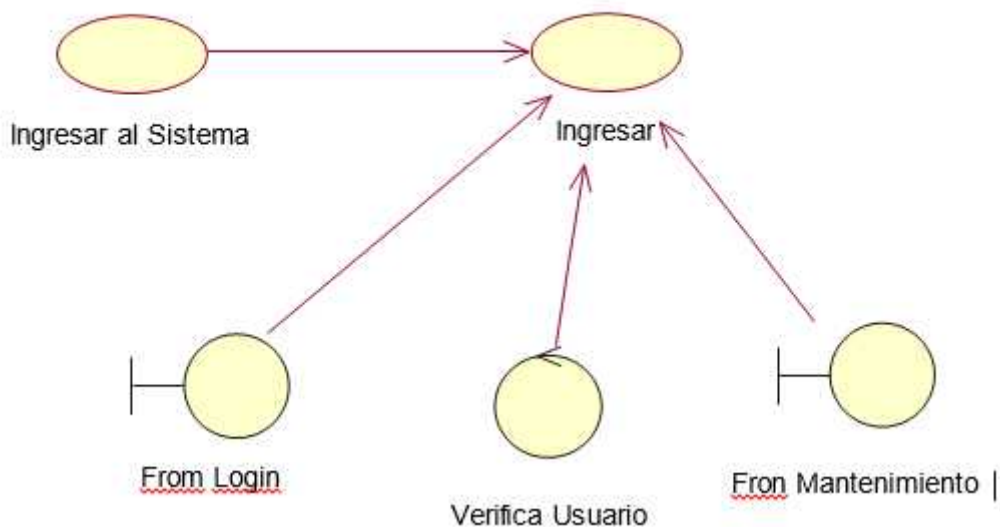 Ingresar al Sistema
Ingresar
From Login
Verifica Usuario
Fron Mantenimiento